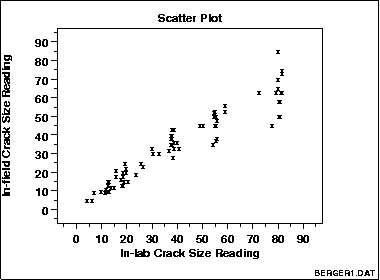 Scatter Plot
In-field Crack Size Reading
90
80
70
60
50
40
30
20
10
0
0 10 20 30 40 50 60 70 80 90
In-lab Crack Size Reading
BERGER1.DAT